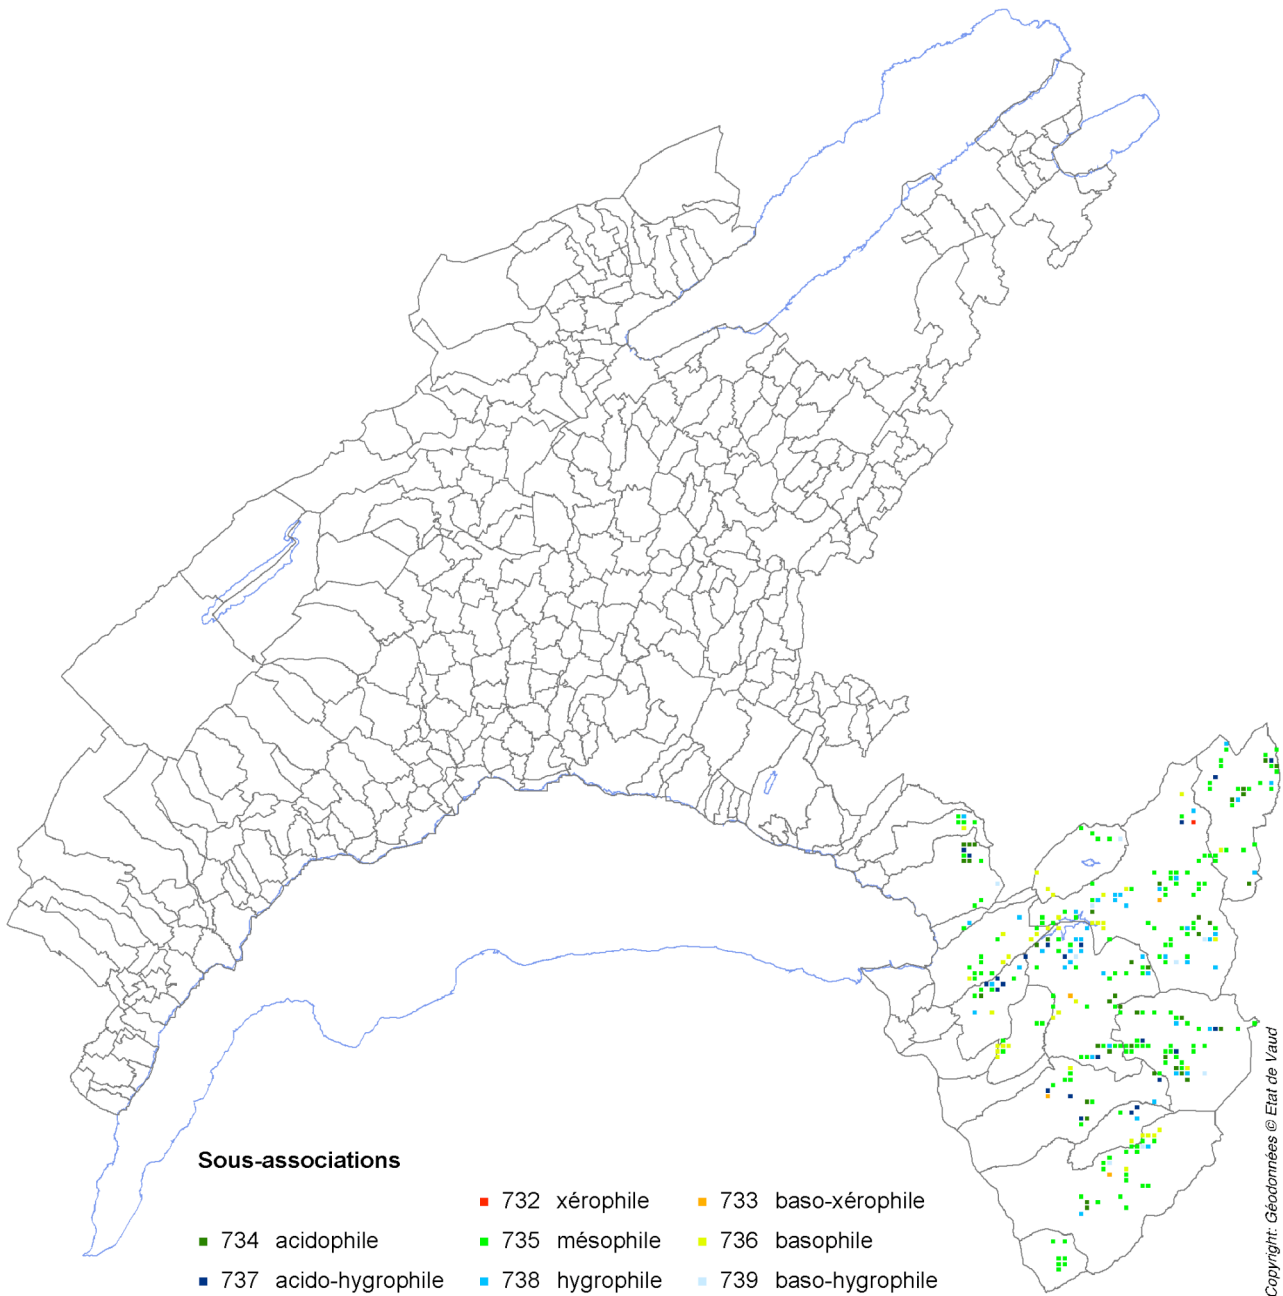 Sous-associations
732 xérophile 733 baso-xérophile
734 acidophile 735 mésophile 736 basophile
737 acido-hygrophile 738 hygrophile 739 baso-hygrophile
Copyright: Géodonnées © Etat de Vaud